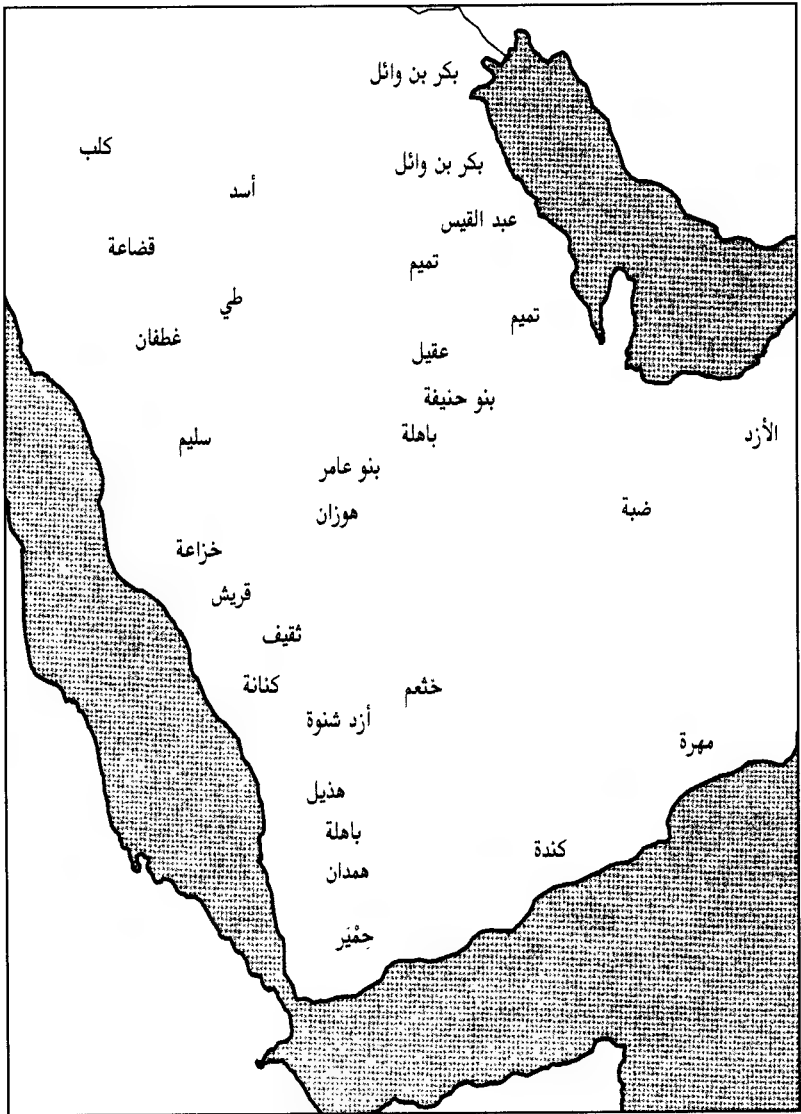 بكر بن وائل
كلب
بكر بن وائل
أسد
عبد القيس
قضاعة
تميم
طي
تميم
غطفان
عقيل
بنو حنيفة
الأزد
باهلة
سليم
بنو عامر
ضبة
هوزان
خزاعة
قريش
ثقيف
خثعم
كنانة
أزد شنوة
مهرة
هذيل
باهلة
كندة
همدان
حِمْيَر